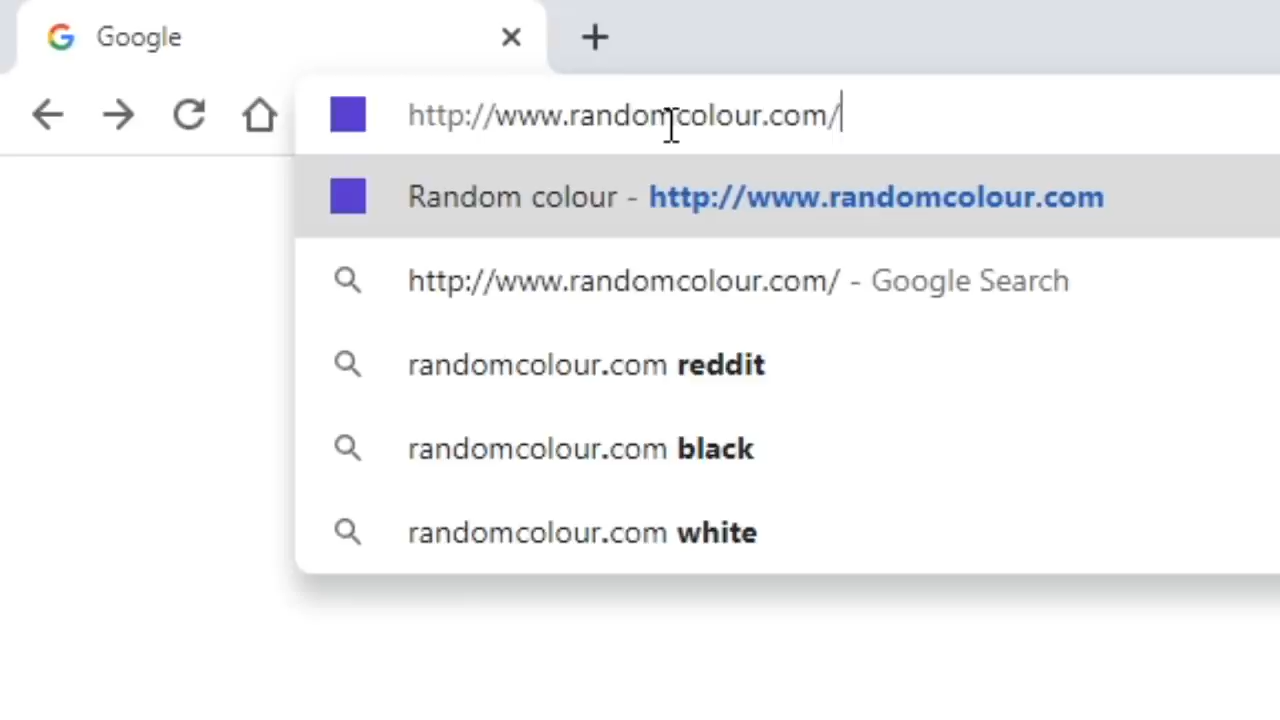 Google
http://www.randomcolour.com/
Random colour - http://www.randomcolour.com
http://www.randomcolour.com/ - Google Search
randomcolour.com reddit
randomcolour.com black
randomcolour.com white